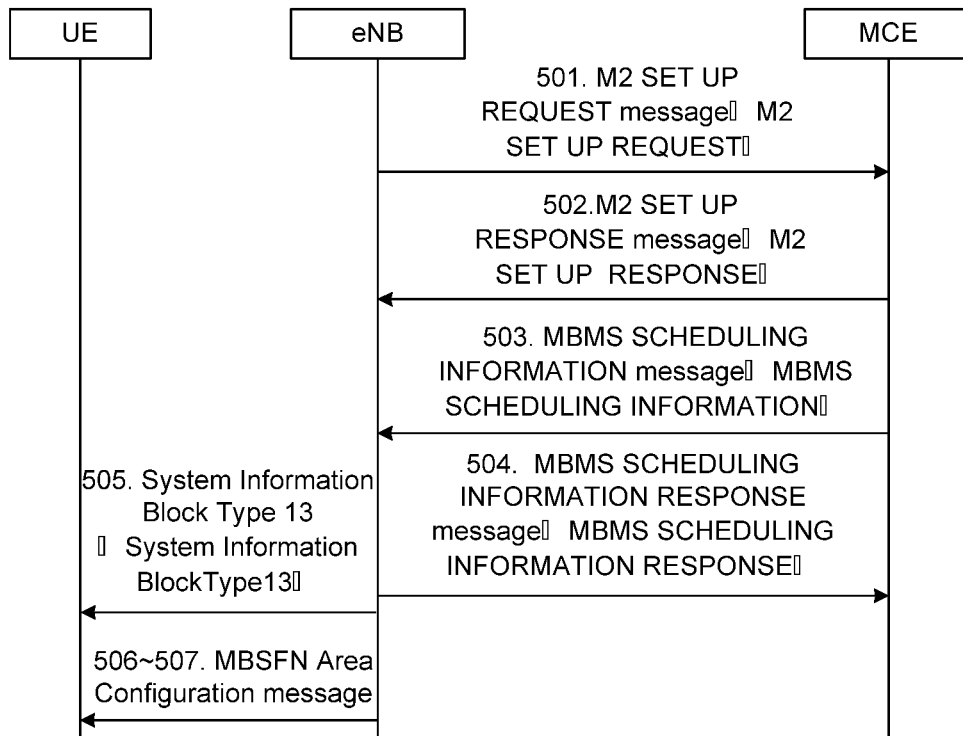 UE
eNB
MCE
501. M2 SET UP
REQUEST message▯ M2
SET UP REQUEST▯
502.M2 SET UP
RESPONSE message▯ M2
SET UP RESPONSE▯
503. MBMS SCHEDULING
INFORMATION message▯ MBMS
SCHEDULING INFORMATION▯
504. MBMS SCHEDULING
INFORMATION RESPONSE
message▯ MBMS SCHEDULING
INFORMATION RESPONSE▯
505. System Information
Block Type 13
▯ System Information
BlockType13▯
506~507. MBSFN Area
Configuration message